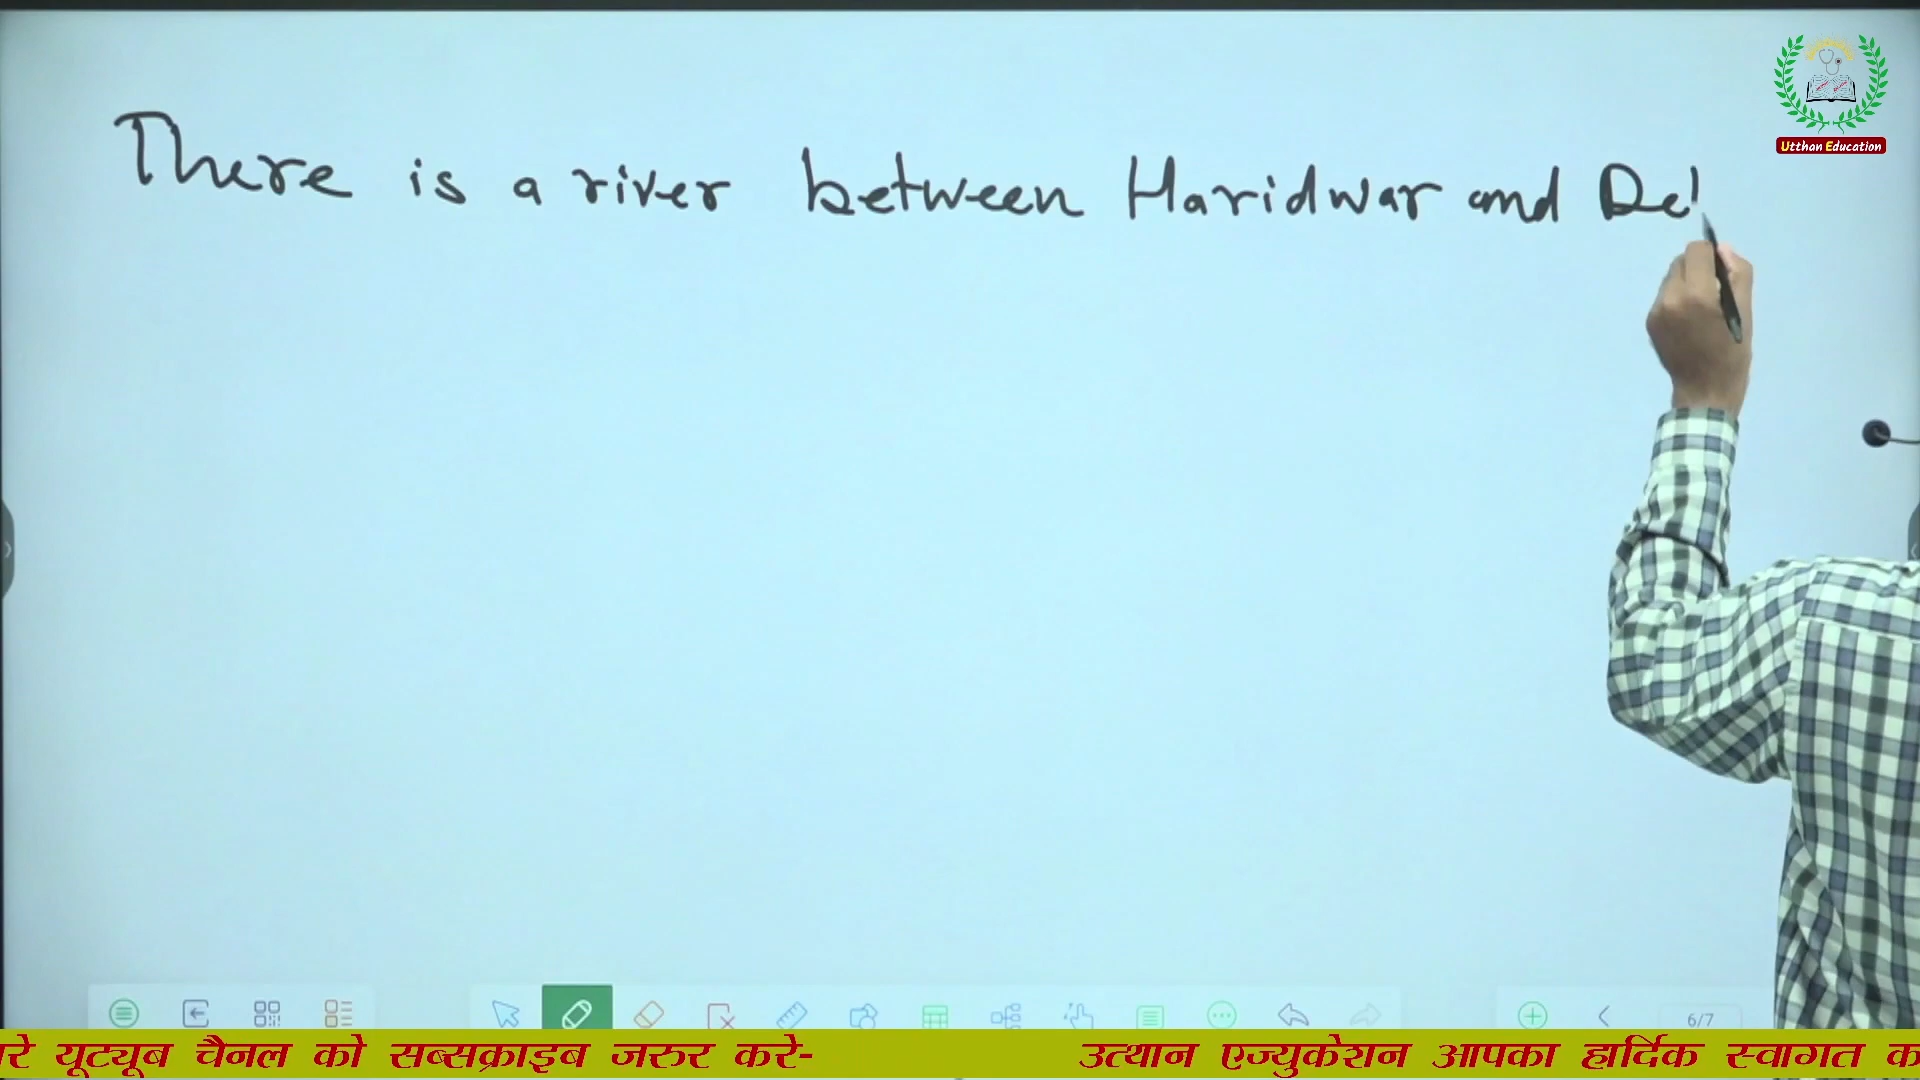 Utthan Education
There is a river between Haridwar and De
6/7
रे यूट्यूब चैनल को सब्सक्राइब जरुर करे- उत्थान एज्युकेशन आपका हार्दिक स्वागत क